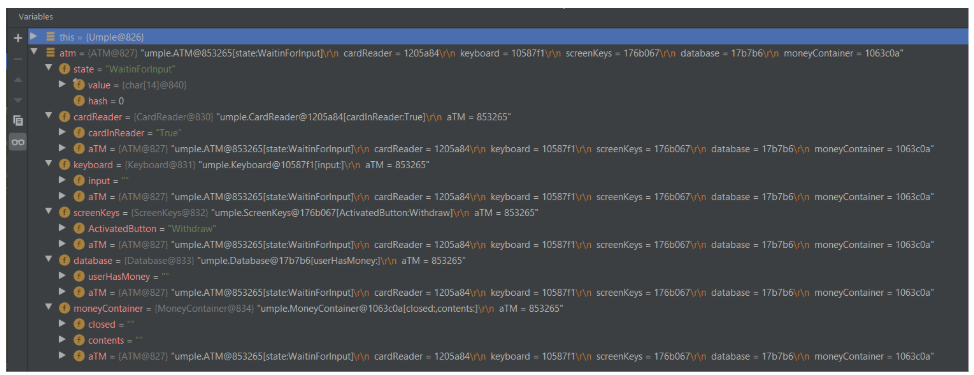 Variables
this = {Umple@826}
atm = {ATM@827} "umple.ATM@853265[state:WaitinForInput]\r\n  cardReader = 1205a84\r\n  keyboard = 10587f1\r\n  screenKeys = 176b067\r\n  database = 17b7b6\r\n  moneyContainer = 1063c0a"
f state = "WaitinForInput"
f value = {char[14]@840}
f hash = 0
f cardReader = {CardReader@830} "umple.CardReader@1205a84[cardInReader:True]\r\n  aTM = 853265"
f cardInReader = "True"
f aTM = {ATM@827} "umple.ATM@853265[state:WaitinForInput]\r\n  cardReader = 1205a84\r\n  keyboard = 10587f1\r\n  screenKeys = 176b067\r\n  database = 17b7b6\r\n  moneyContainer = 1063c0a"
f keyboard = {Keyboard@831} "umple.Keyboard@10587f1[input:]\r\n  aTM = 853265"
f input = ""
f aTM = {ATM@827} "umple.ATM@853265[state:WaitinForInput]\r\n  cardReader = 1205a84\r\n  keyboard = 10587f1\r\n  screenKeys = 176b067\r\n  database = 17b7b6\r\n  moneyContainer = 1063c0a"
f screenKeys = {ScreenKeys@832} "umple.ScreenKeys@176b067[ActivatedButton:Withdraw]\r\n  aTM = 853265"
f ActivatedButton = "Withdraw"
f aTM = {ATM@827} "umple.ATM@853265[state:WaitinForInput]\r\n  cardReader = 1205a84\r\n  keyboard = 10587f1\r\n  screenKeys = 176b067\r\n  database = 17b7b6\r\n  moneyContainer = 1063c0a"
f database = {Database@833} "umple.Database@17b7b6[userHasMoney:]\r\n  aTM = 853265"
f userHasMoney = ""
f aTM = {ATM@827} "umple.ATM@853265[state:WaitinForInput]\r\n  cardReader = 1205a84\r\n  keyboard = 10587f1\r\n  screenKeys = 176b067\r\n  database = 17b7b6\r\n  moneyContainer = 1063c0a"
f moneyContainer = {MoneyContainer@834} "umple.MoneyContainer@1063c0a[closed:,contents:]\r\n  aTM = 853265"
f closed = ""
f contents = ""
f aTM = {ATM@827} "umple.ATM@853265[state:WaitinForInput]\r\n  cardReader = 1205a84\r\n  keyboard = 10587f1\r\n  screenKeys = 176b067\r\n  database = 17b7b6\r\n  moneyContainer = 1063c0a"